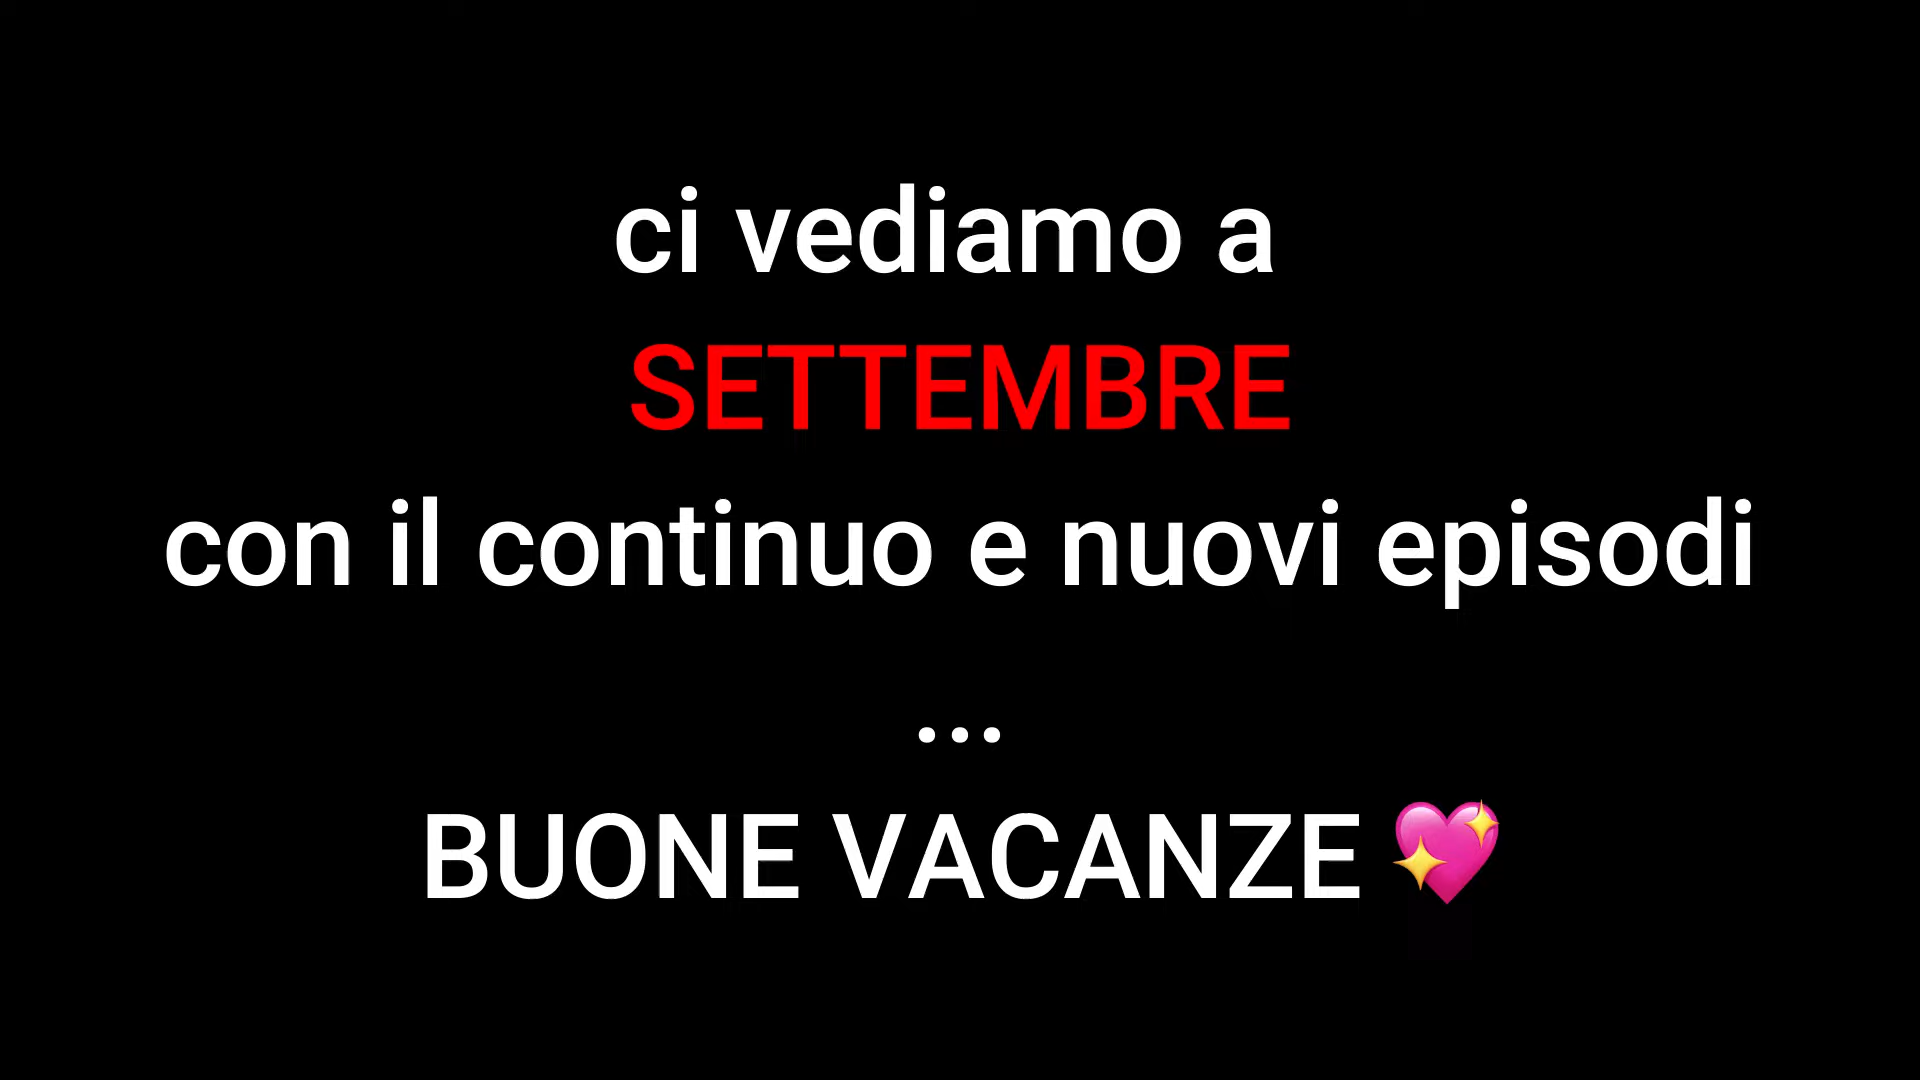 ci vediamo a
SETTEMBRE
con il continuo e nuovi episodi
...
BUONE VACANZE 💖